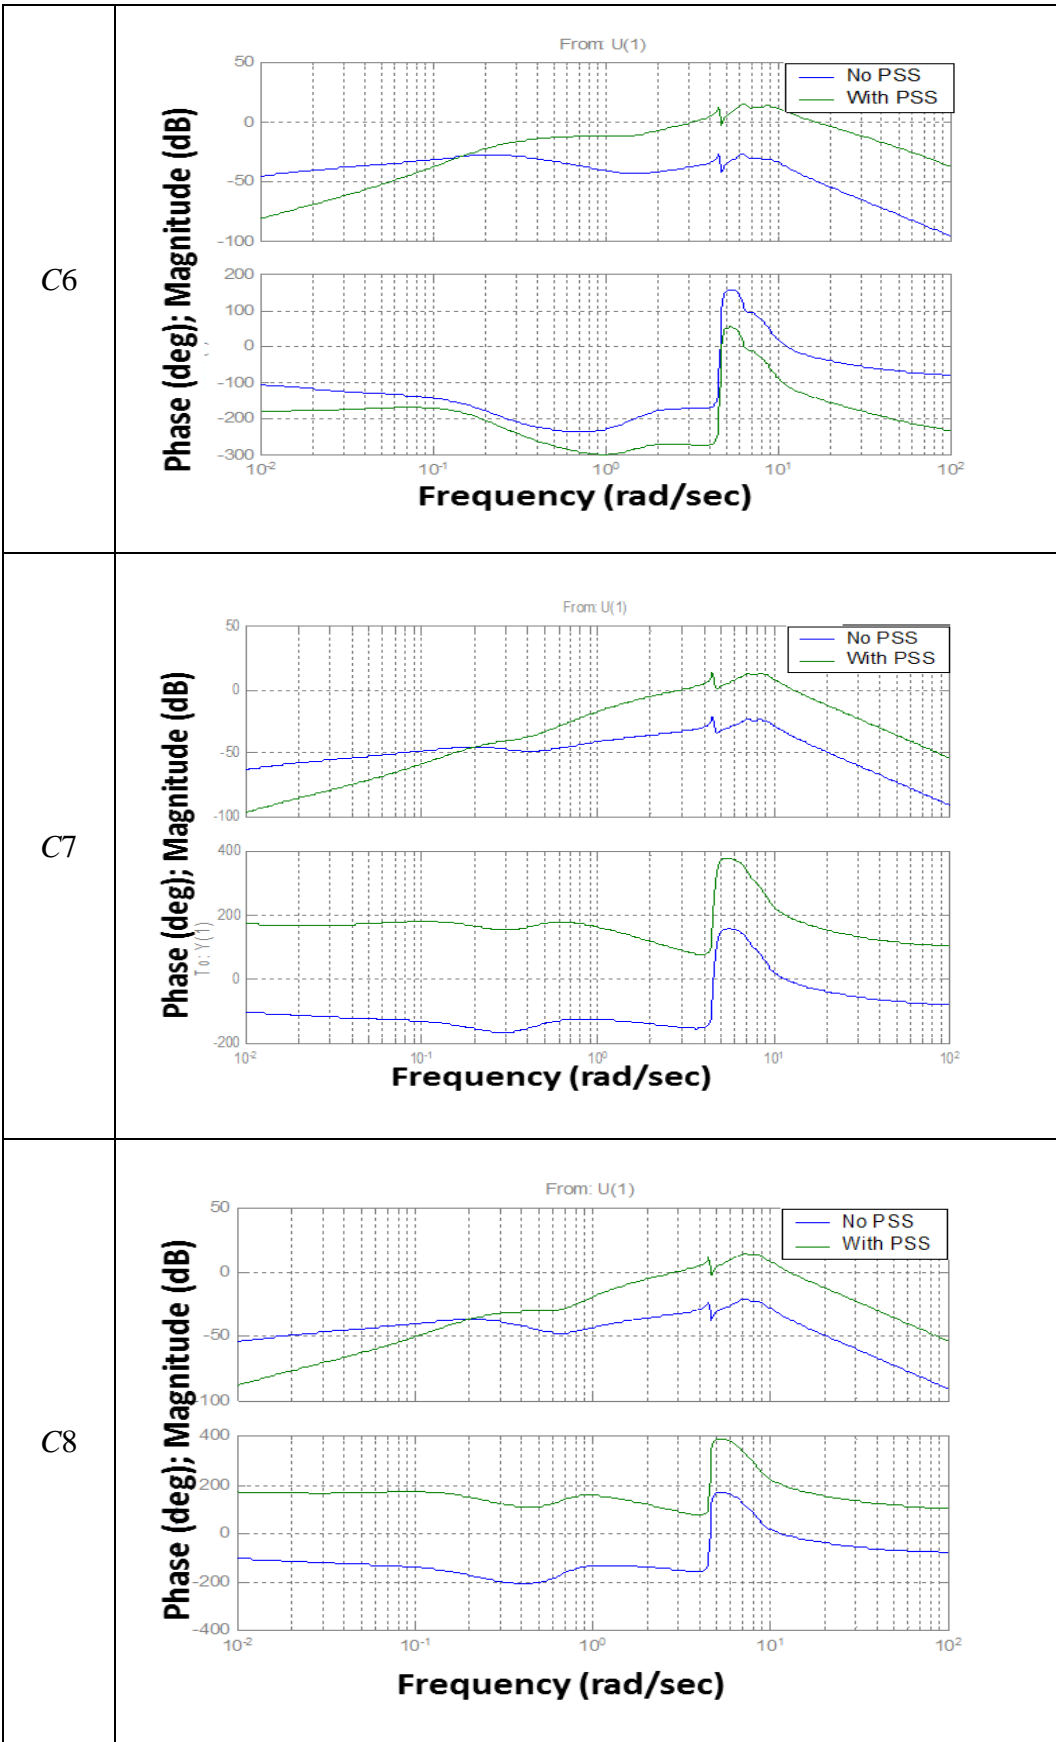 C6
From: U(1)
No PSS
With PSS
Phase (deg); Magnitude (dB)
50
0
-50
-100
200
100
0
-100
-200
-300
10-2
10-1
100
101
102
Frequency (rad/sec)
C7
From: U(1)
No PSS
With PSS
Phase (deg); Magnitude (dB)
To: Y(1)
50
0
-50
-100
400
200
0
-200
10-2
10-1
100
101
102
Frequency (rad/sec)
C8
From: U(1)
No PSS
With PSS
Phase (deg); Magnitude (dB)
50
0
-50
-100
400
200
0
-200
-400
10-2
10-1
100
101
102
Frequency (rad/sec)